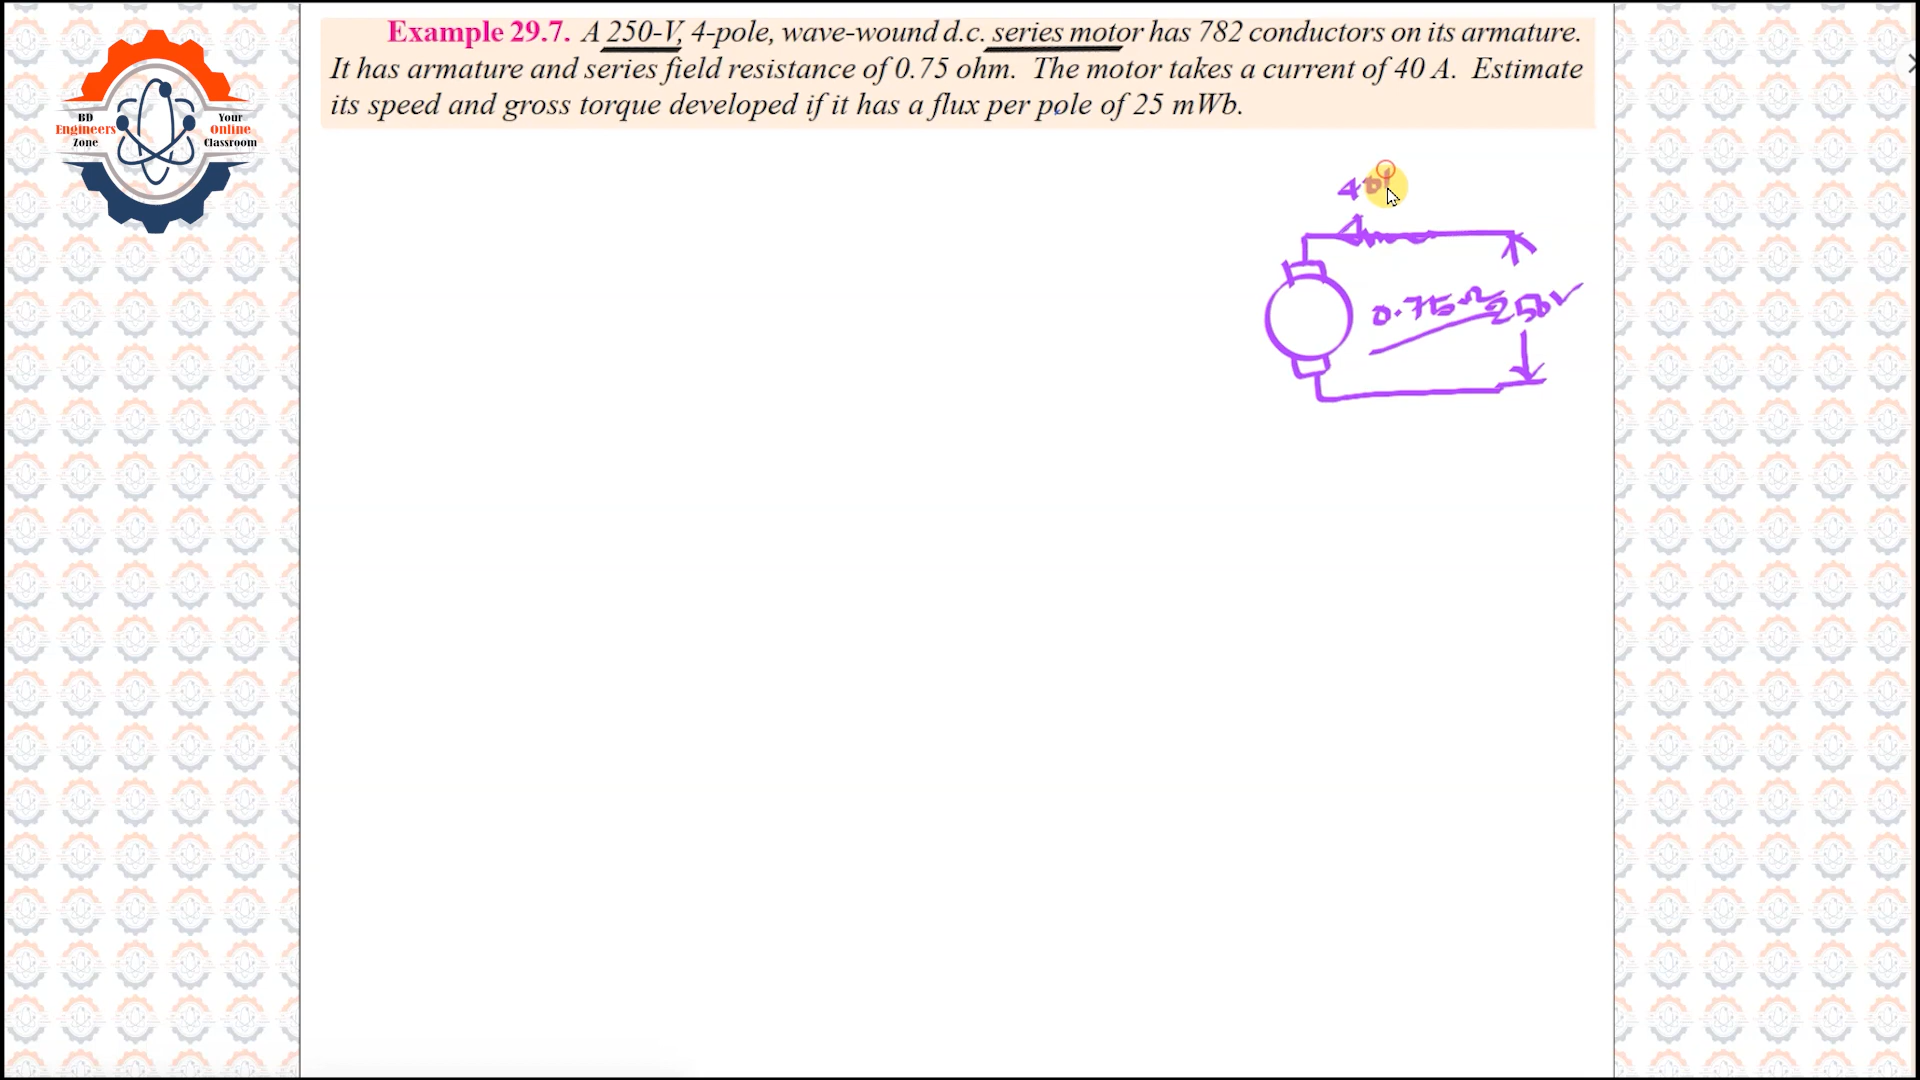 Example 29.7. A 250-V, 4-pole, wave-wound d.c. series motor has 782 conductors on its armature.
It has armature and series field resistance of 0.75 ohm. The motor takes a current of 40 A. Estimate
its speed and gross torque developed if it has a flux per pole of 25 mWb.
BD
Engineers
Zone
Your
Online
Classroom
40
0.75Ω
250V